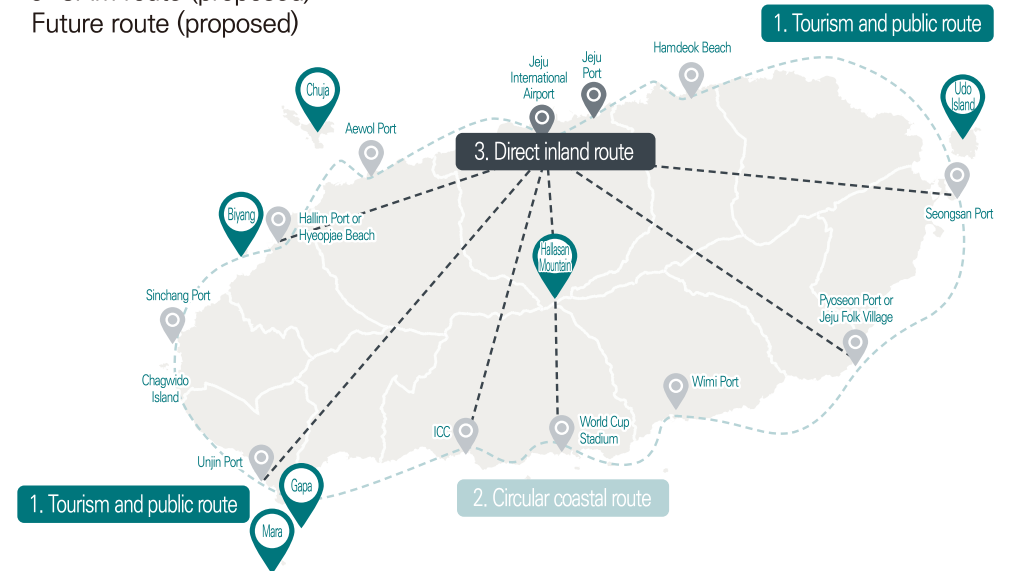 Future route (proposed)
1. Tourism and public route
Hamdeok Beach
Jeju
Port
Jeju
International
Airport
Chuja
Udo
Island
Aewol Port
3. Direct inland route
Seongsan Port
Biyang
Hallim Port or
Hyeopjae Beach
Hallasan
Mountain
Sinchang Port
Pyoseon Port or
Jeju Folk Village
Chagwido
Island
Wimi Port
ICC
World Cup
Stadium
Unjin Port
Gapa
1. Tourism and public route
2. Circular coastal route
Mara